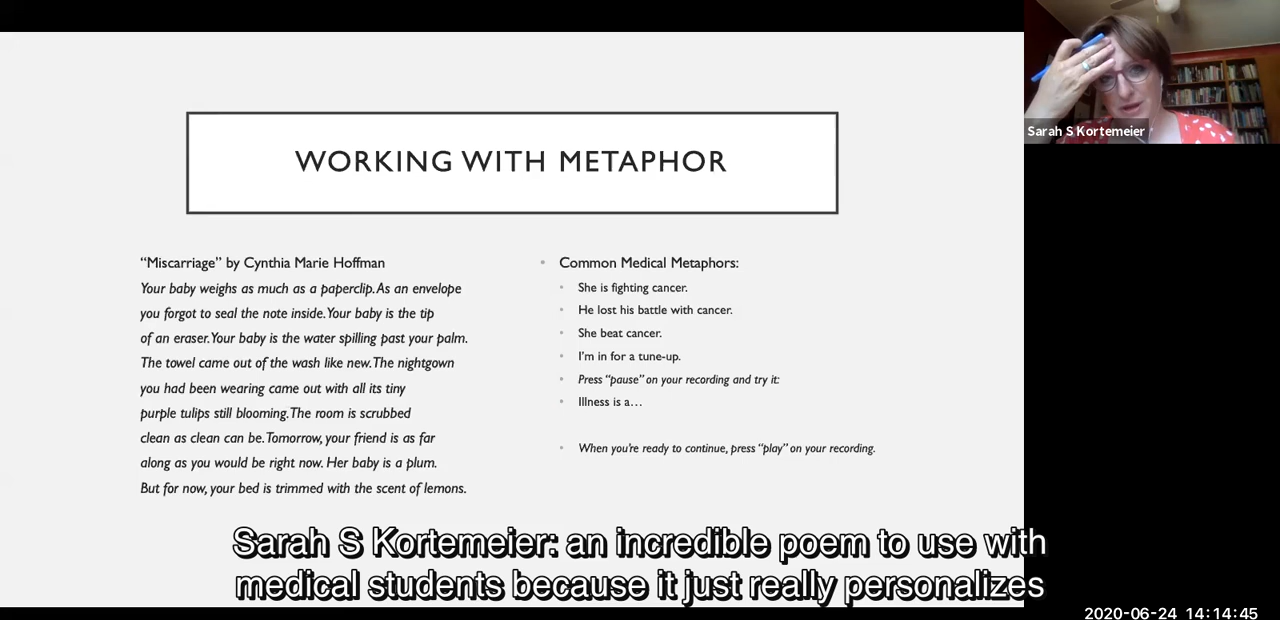 WORKING WITH METAPHOR
“Miscarriage” by Cynthia Marie Hoffman
Your baby weighs as much as a paperclip. As an envelope
you forgot to seal the note inside. Your baby is the tip
of an eraser. Your baby is the water spilling past your palm.
The towel came out of the wash like new. The nightgown
you had been wearing came out with all its tiny
purple tulips still blooming. The room is scrubbed
clean as clean can be. Tomorrow, your friend is as far
along as you would be right now. Her baby is a plum.
But for now, your bed is trimmed with the scent of lemons.
• Common Medical Metaphors:
• She is fighting cancer.
• He lost his battle with cancer.
• She beat cancer.
• I’m in for a tune-up.
• Press “pause” on your recording and try it:
• Illness is a…
• When you’re ready to continue, press “play” on your recording.
Sarah S Kortemeier
Sarah S Kortemeier: an incredible poem to use with
medical students because it just really personalizes
2020-06-24 14:14:45